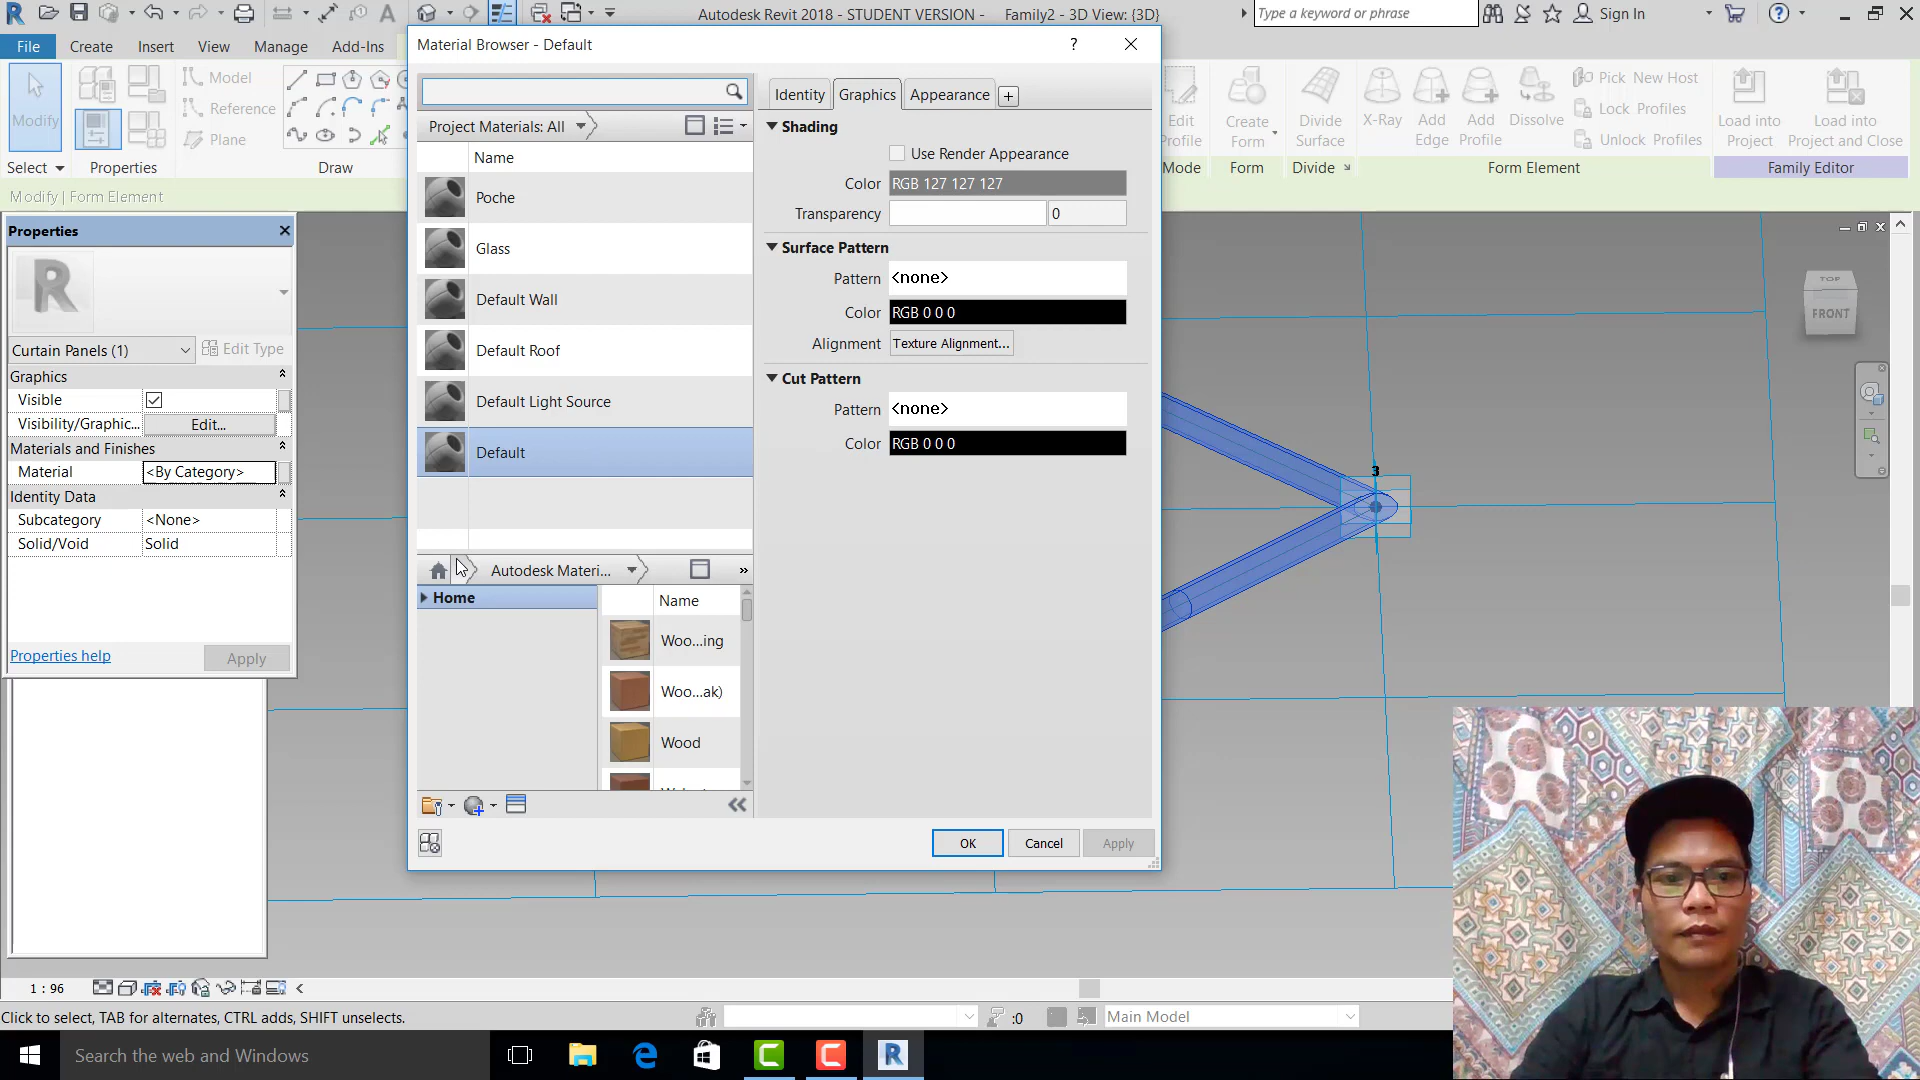 Autodesk Revit 2018 - STUDENT VERSION - Family2 - 3D View: {3D}
Type a keyword or phrase
Sign In
File Create Insert View Manage Add-Ins
Modify
Select
Properties
Model
Reference
Plane
Draw
Edit Profile
Mode
Create Form
Form
Divide Surface
Divide
X-Ray
Add Edge
Add Profile
Dissolve
Pick New Host
Lock Profiles
Unlock Profiles
Form Element
Load into Project
Load into Project and Close
Family Editor
Modify | Form Element
Properties
R
Curtain Panels (1)
Edit Type
Graphics
Visible
Visibility/Graphic... Edit...
Materials and Finishes
Material <By Category>
Identity Data
Subcategory <None>
Solid/Void Solid
Properties help
Apply
Material Browser - Default
?
Project Materials: All
Name
Poche
Glass
Default Wall
Default Roof
Default Light Source
Default
Autodesk Materi...
»
Home
Name
Woo...ing
Woo...ak)
Wood
Identity Graphics Appearance +
Shading
Use Render Appearance
Color RGB 127 127 127
Transparency 0
Surface Pattern
Pattern <none>
Color RGB 0 0 0
Alignment Texture Alignment...
Cut Pattern
Pattern <none>
Color RGB 0 0 0
OK Cancel Apply
3
TOP
FRONT
1 : 96
Click to select, TAB for alternates, CTRL adds, SHIFT unselects.
:0
Main Model
Search the web and Windows